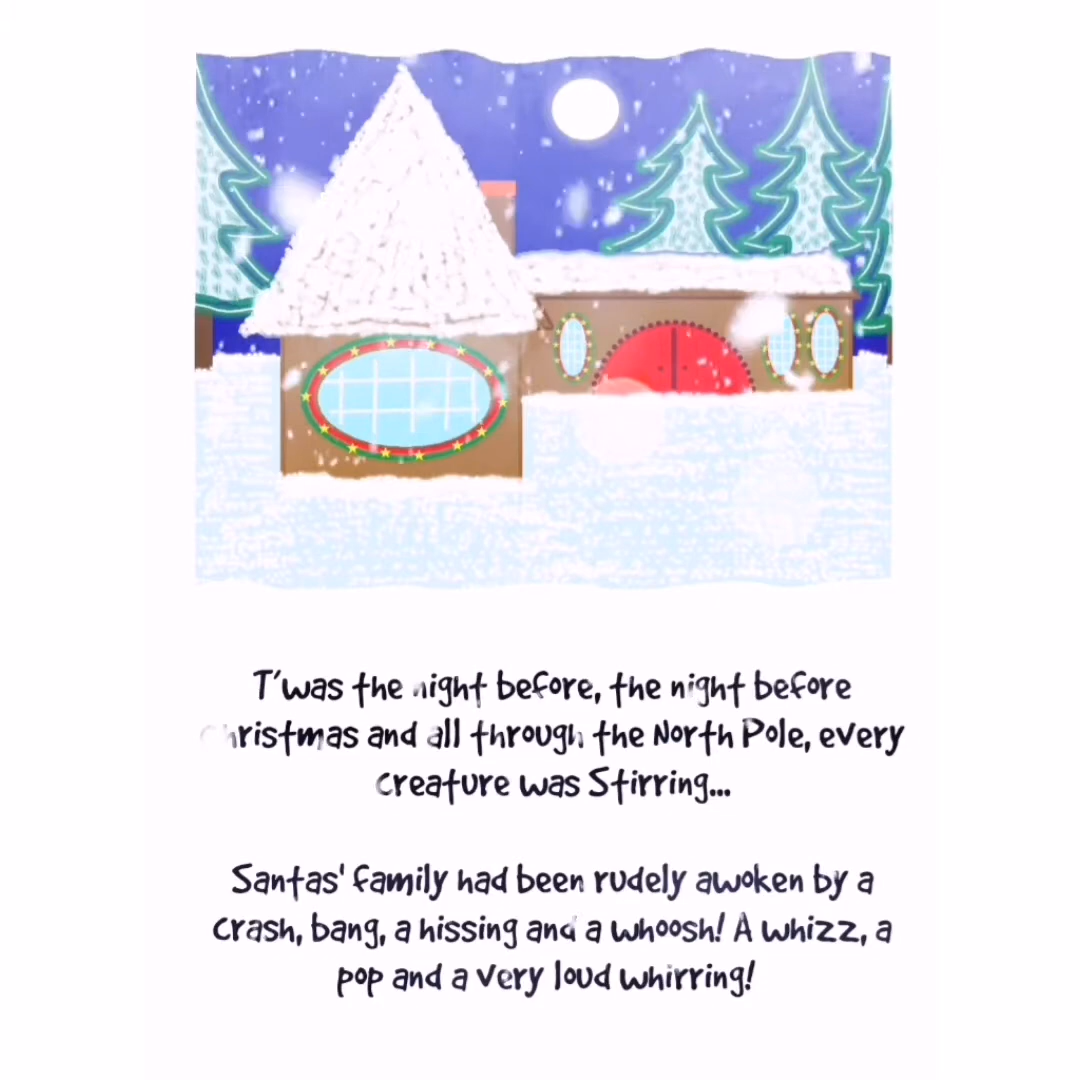 T'was the night before, the night before
Christmas and all through the North Pole, every
creature was Stirring...
Santas' family had been rudely awoken by a
crash, bang, a hissing and a whoosh! A whizz, a
pop and a very loud whirring!